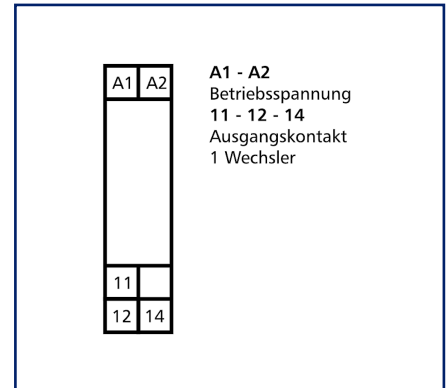 A1 A2
A1 - A2
Betriebsspannung
11 - 12 - 14
Ausgangskontakt
1 Wechsler
11
12 14